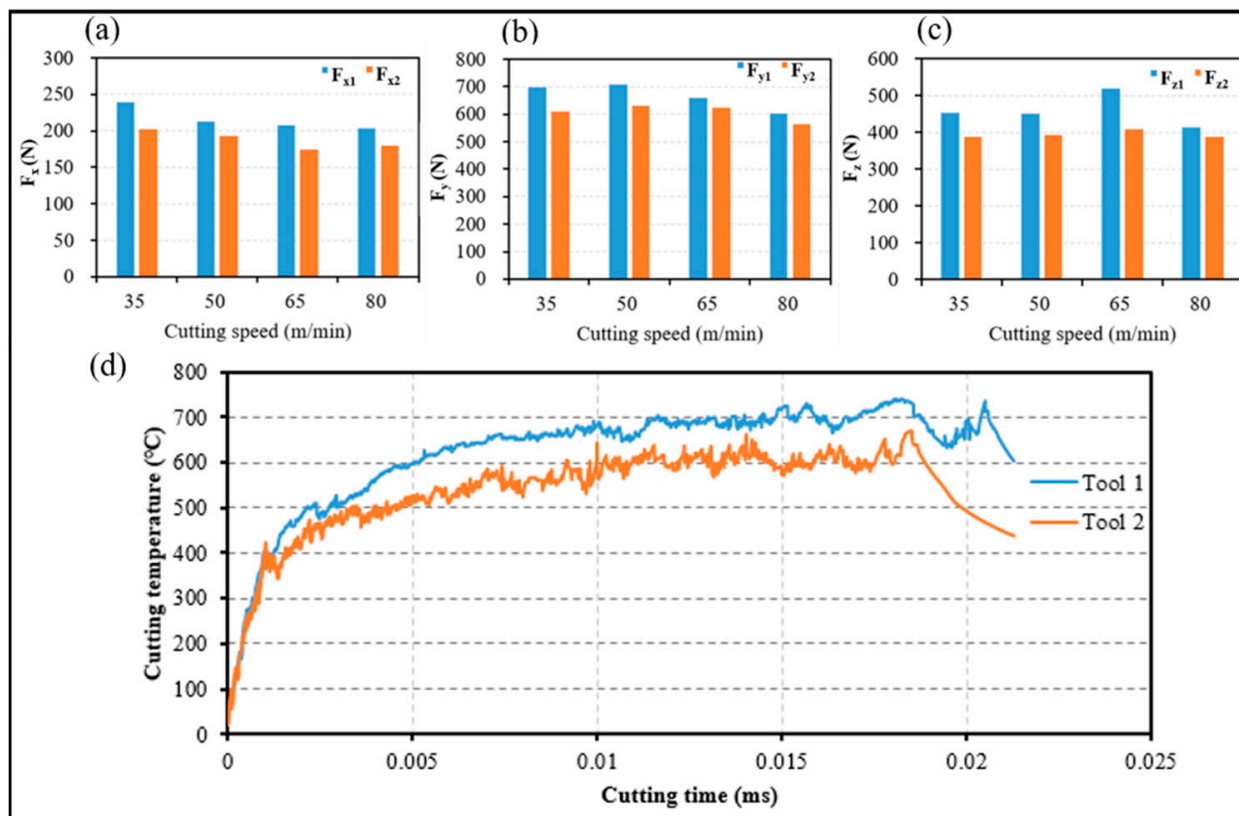 (a)
300
250
200
150
100
50
0
Fx (N)
Fx1 Fx2
35 50 65 80
Cutting speed (m/min)
(b)
800
700
600
500
400
300
200
100
0
Fy (N)
Fy1 Fy2
35 50 65 80
Cutting speed (m/min)
(c)
600
500
400
300
200
100
0
Fz (N)
Fz1 Fz2
35 50 65 80
Cutting speed (m/min)
(d)
800
700
600
500
400
300
200
100
0
Cutting temperature (°C)
Tool 1
Tool 2
0 0.005 0.01 0.015 0.02 0.025
Cutting time (ms)